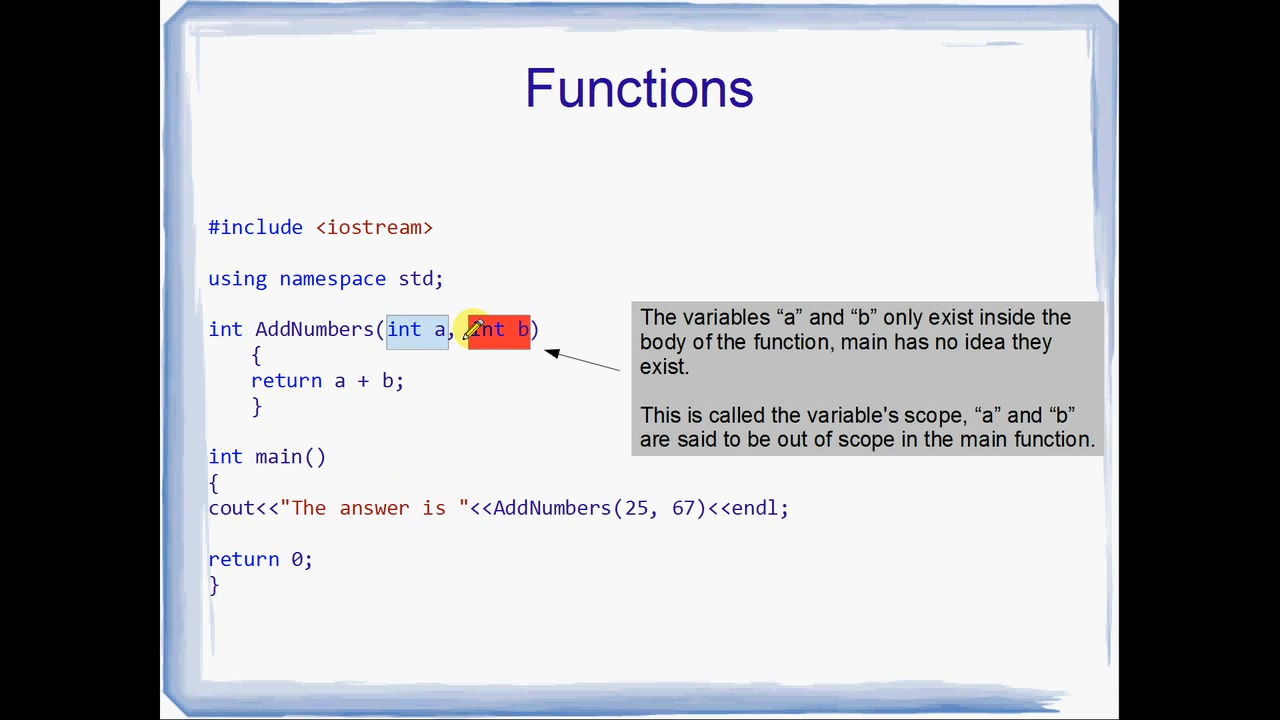 Functions
#include <iostream>
using namespace std;
int AddNumbers(int a, int b)
{
return a + b;
}
int main()
{
cout<<"The answer is "<<AddNumbers(25, 67)<<endl;
return 0;
}
The variables “a” and “b” only exist inside the
body of the function, main has no idea they
exist.
This is called the variable's scope, “a” and “b”
are said to be out of scope in the main function.